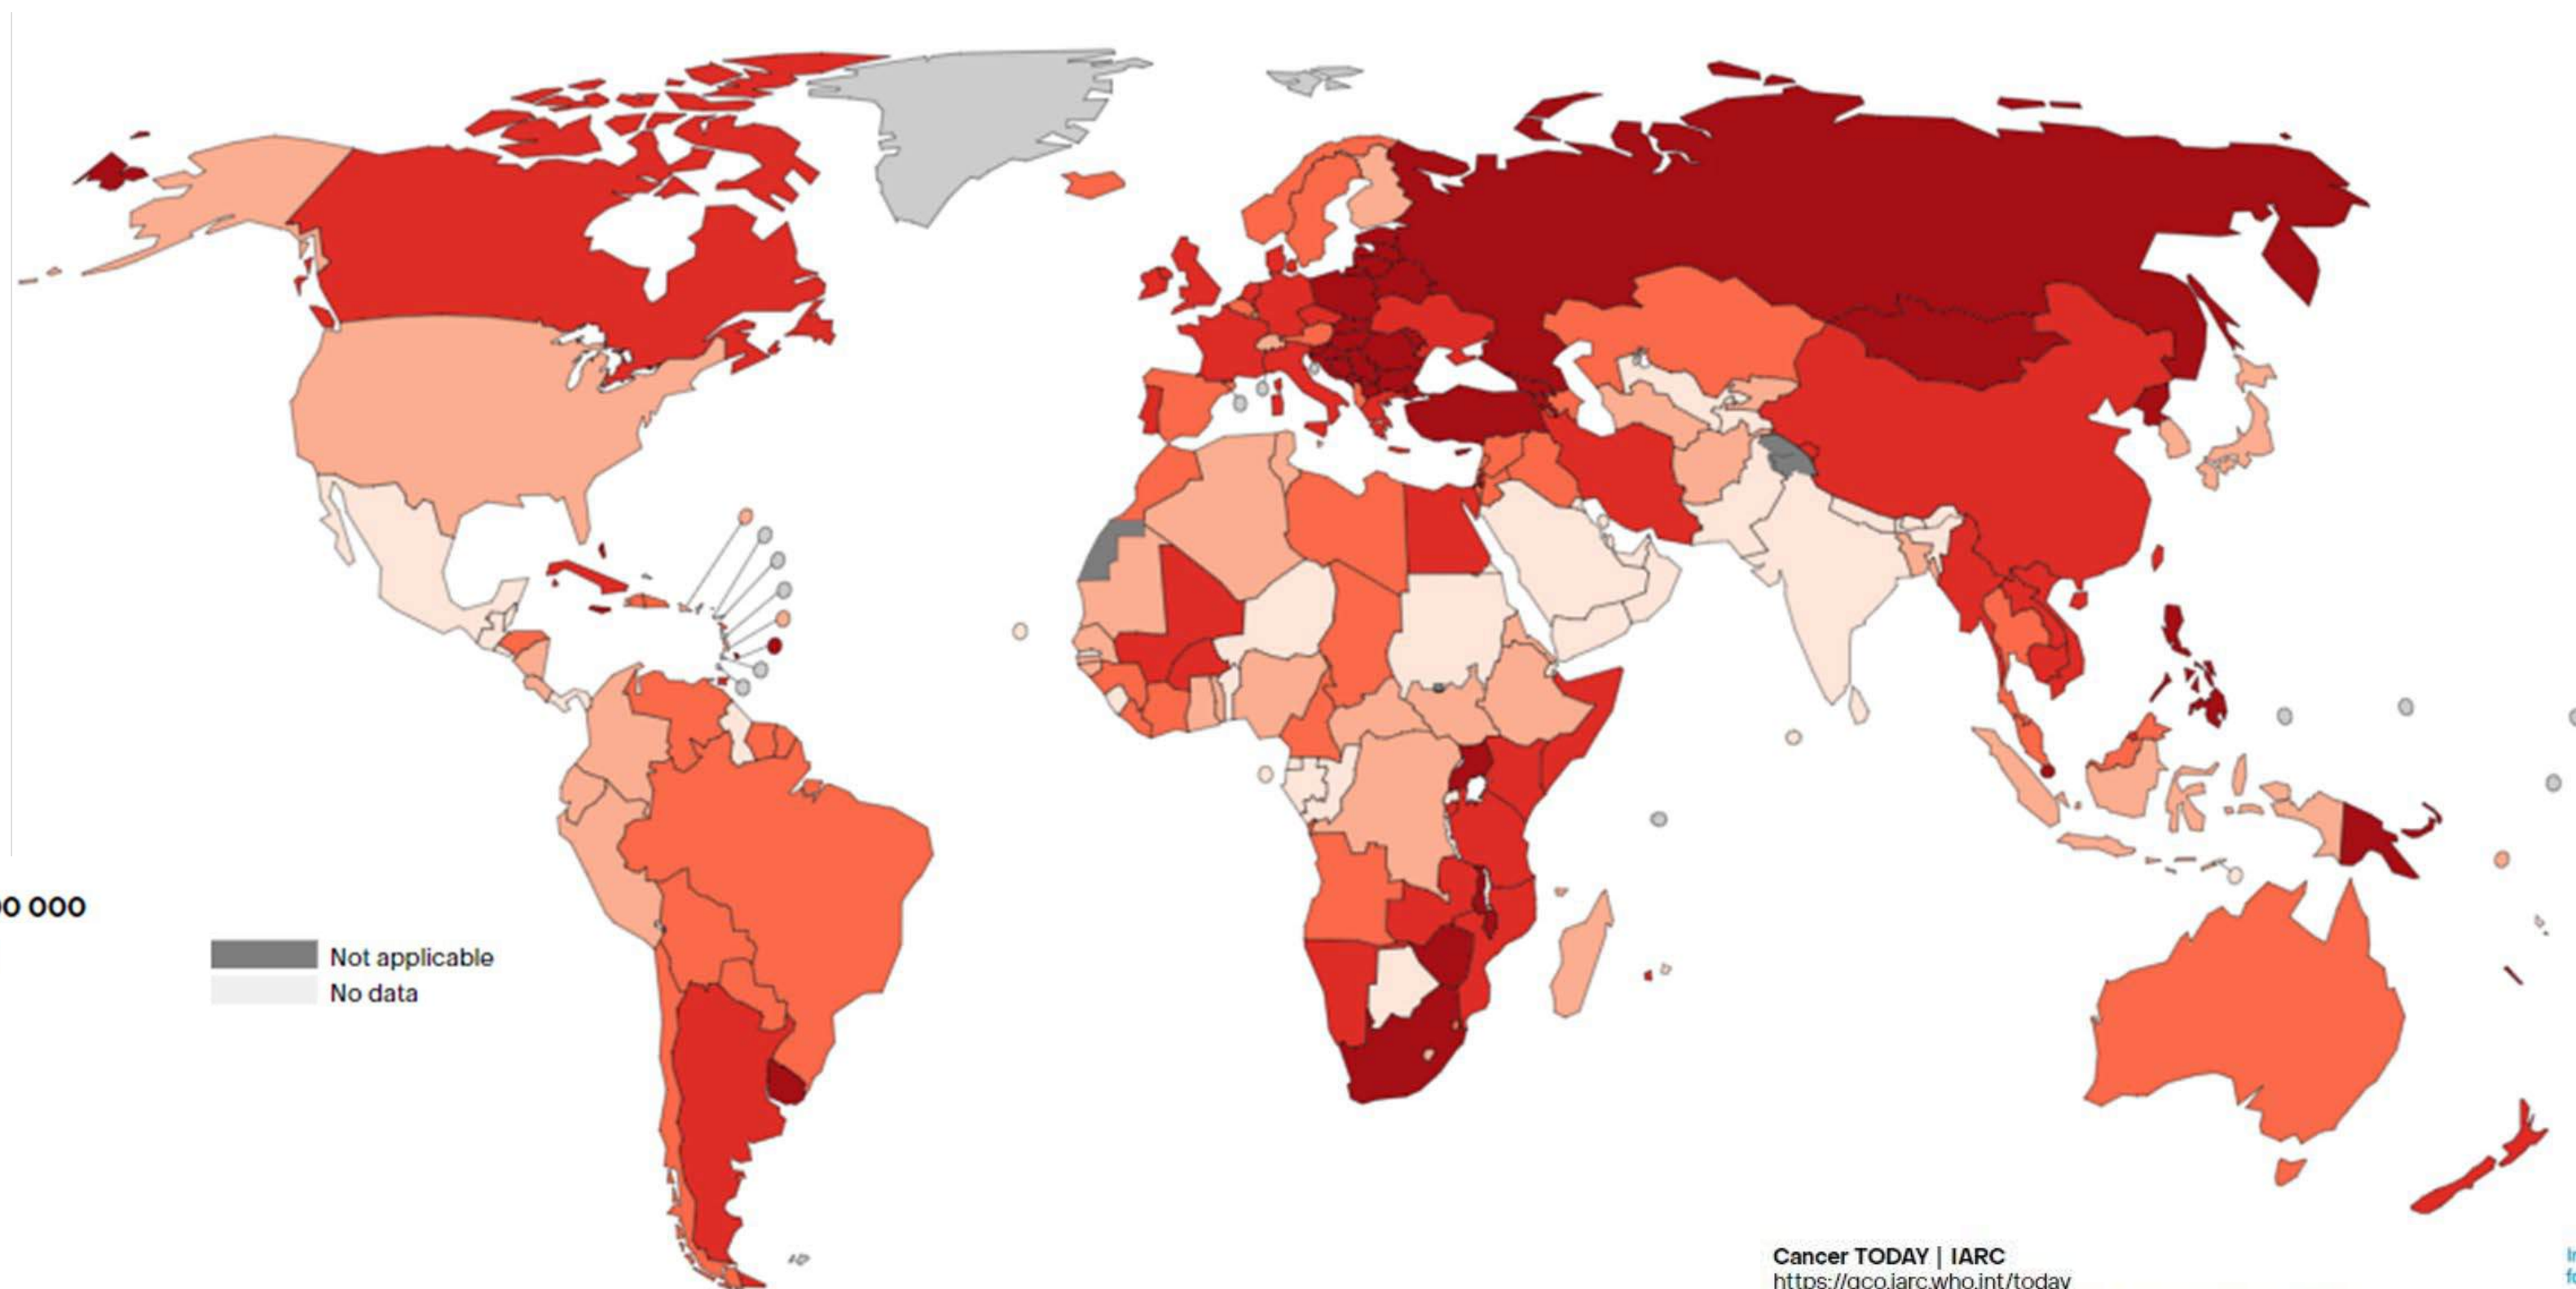 00 000
Not applicable
No data
Cancer TODAY | IARC
https://gco.iarc.who.int/today